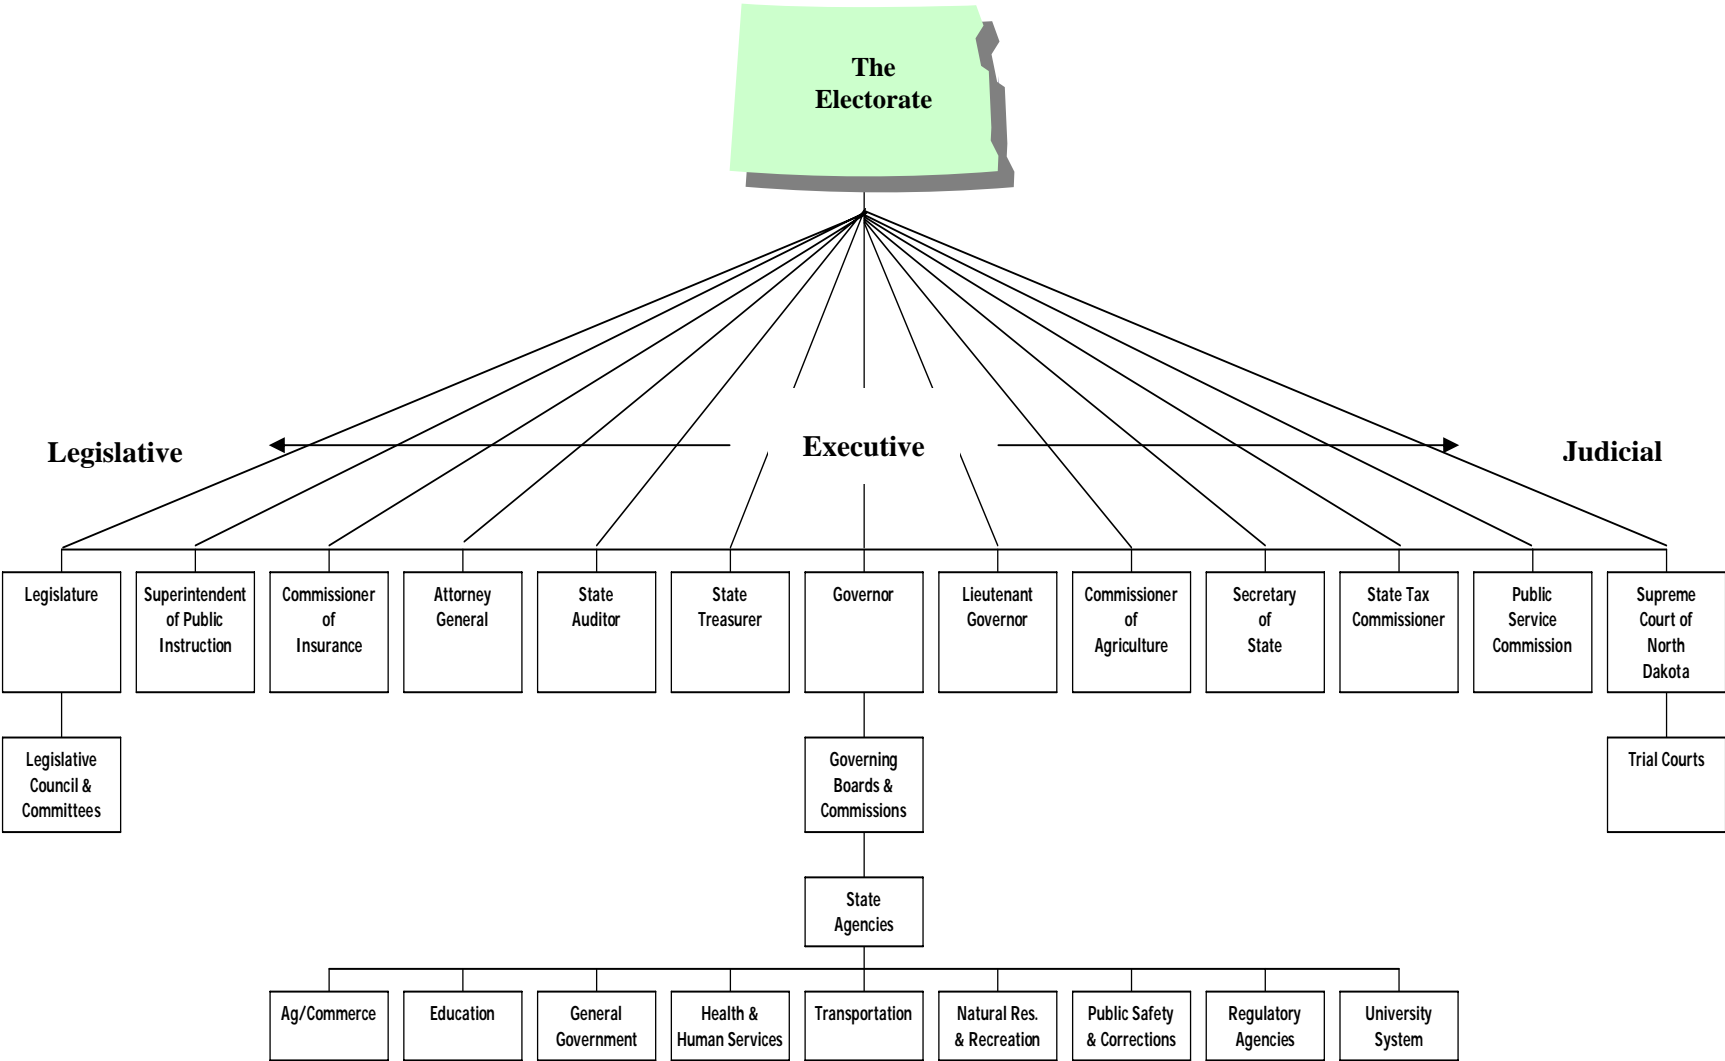 The
Electorate
Legislative
Executive
Judicial
Legislature
Superintendent
of Public
Instruction
Commissioner
of
Insurance
Attorney
General
State
Auditor
State
Treasurer
Governor
Lieutenant
Governor
Commissioner
of
Agriculture
Secretary
of
State
State Tax
Commissioner
Public
Service
Commission
Supreme
Court of
North
Dakota
Legislative
Council &
Committees
Governing
Boards &
Commissions
Trial Courts
State
Agencies
Ag/Commerce
Education
General
Government
Health &
Human Services
Transportation
Natural Res.
& Recreation
Public Safety
& Corrections
Regulatory
Agencies
University
System